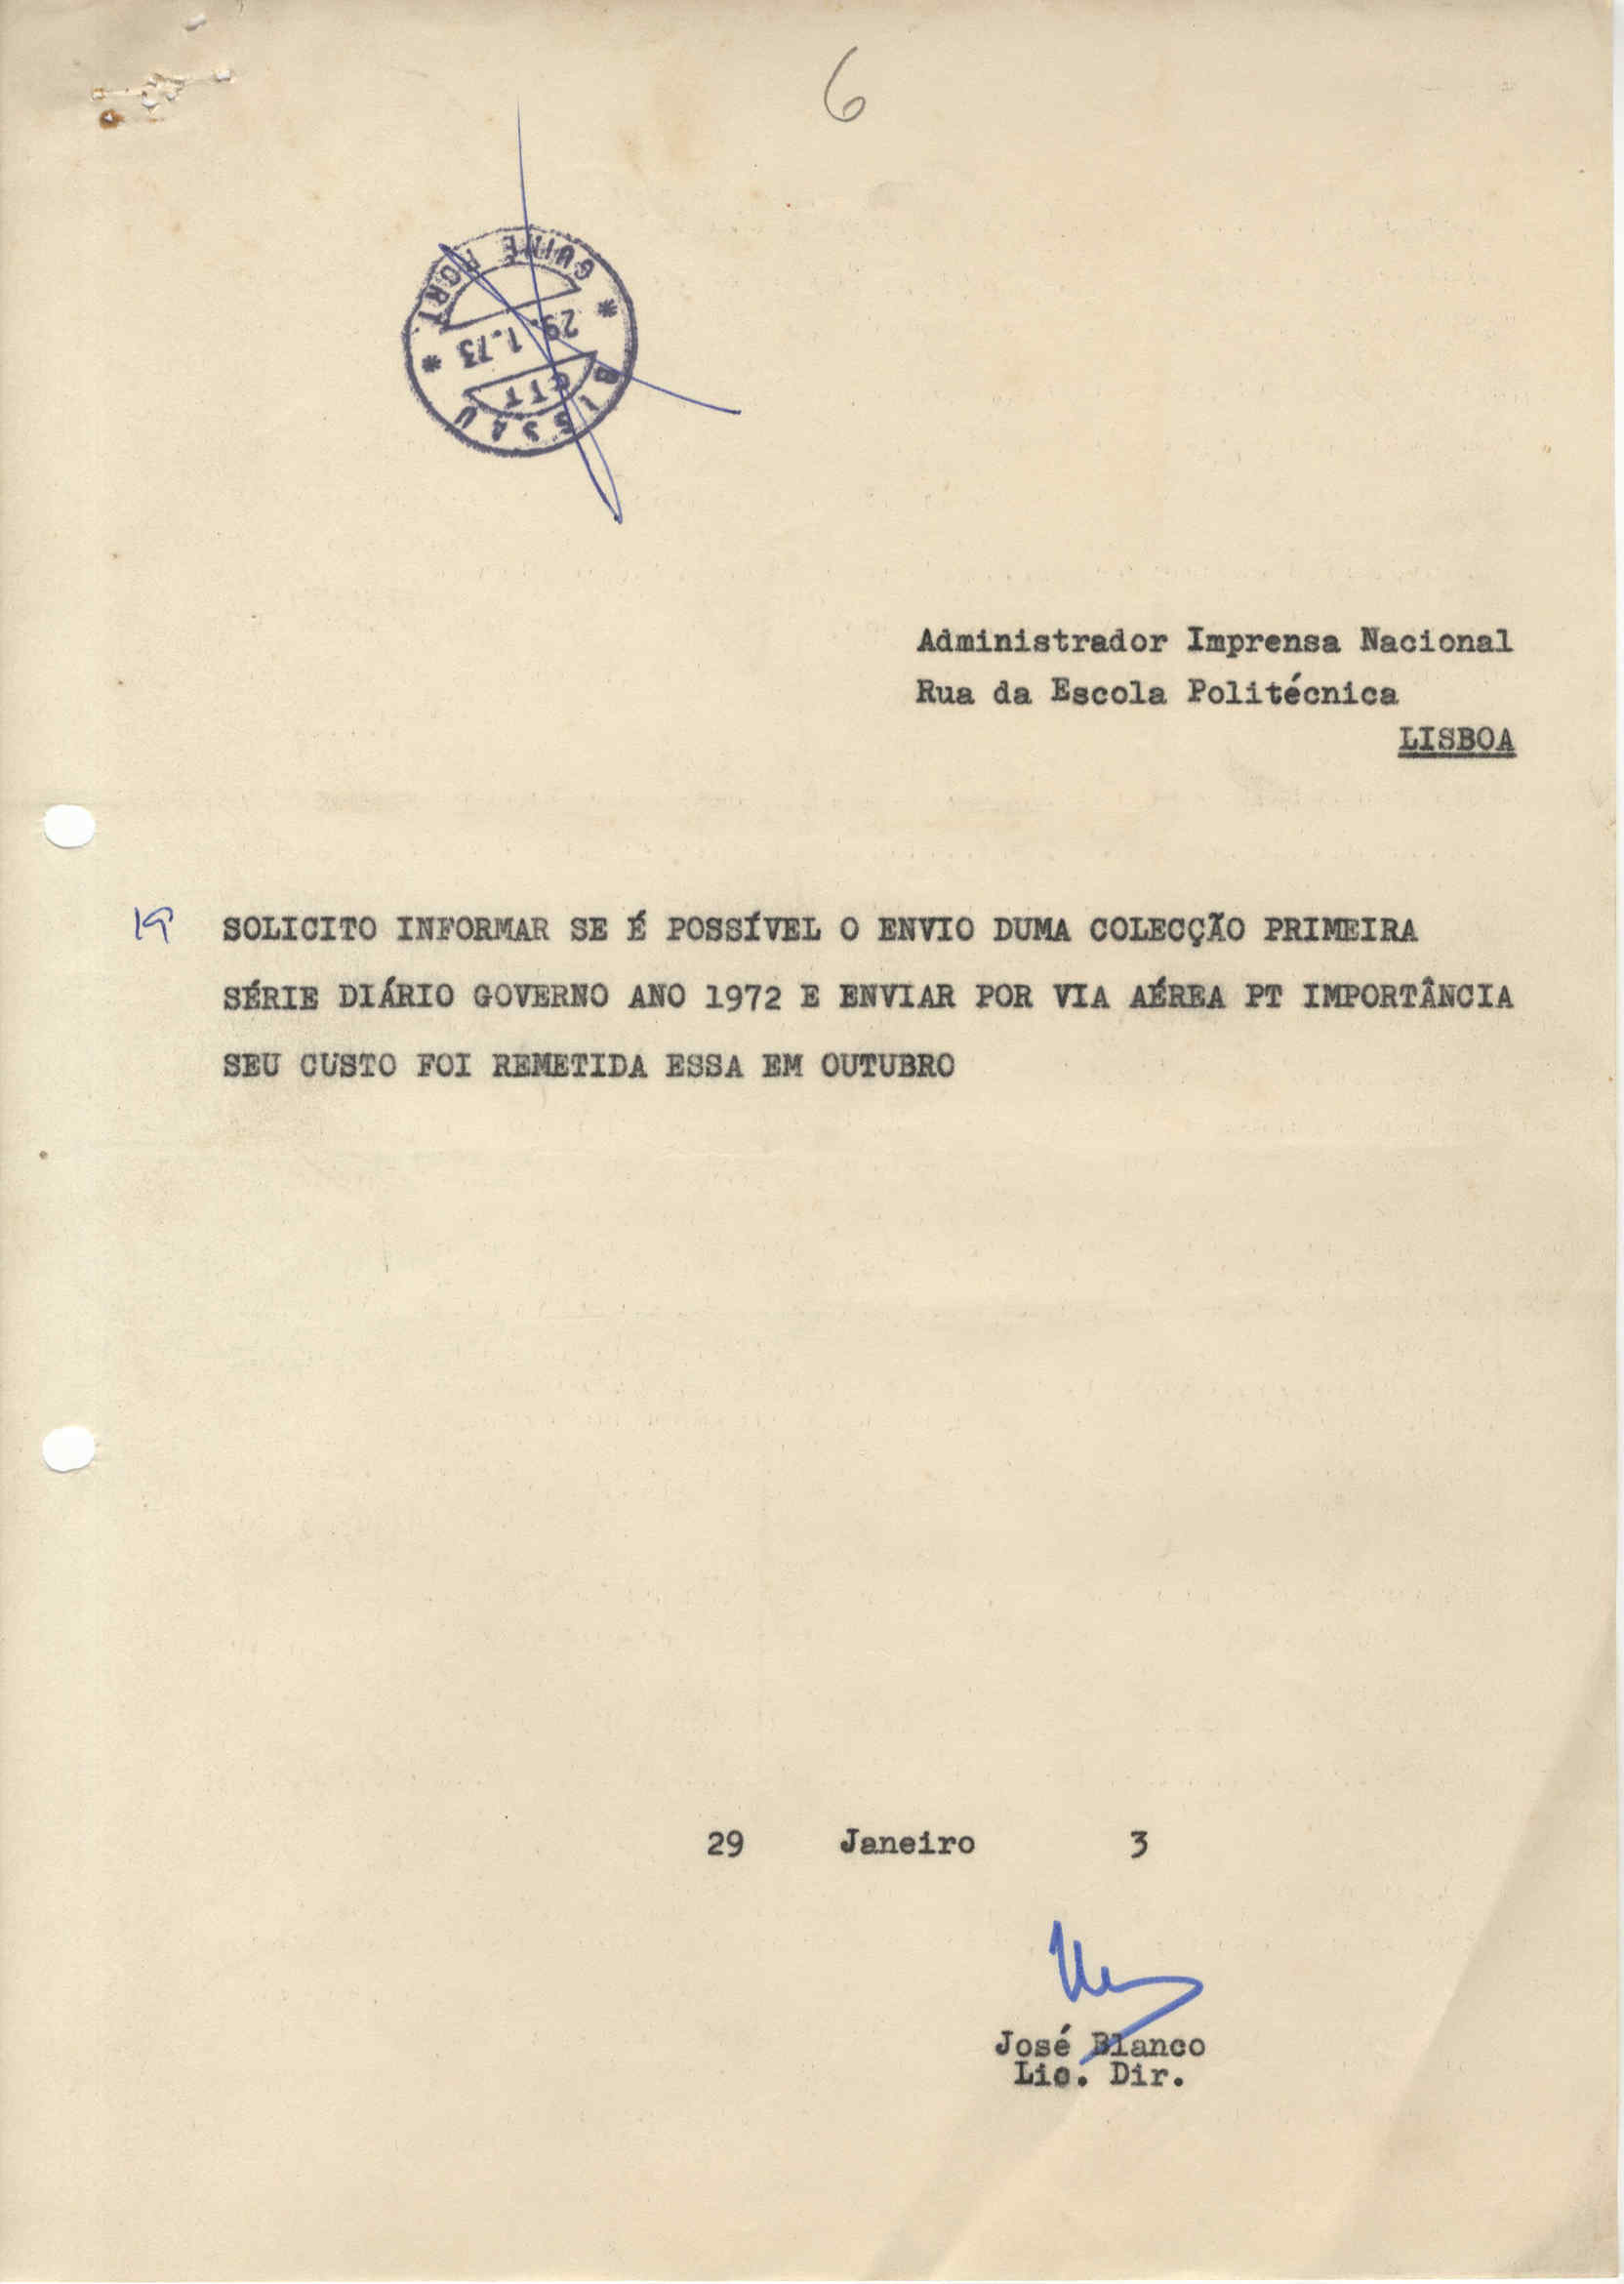 6
GUINÉ PORT.
29. 1.73
CTT
BISSAU
Administrador Imprensa Nacional
Rua da Escola Politécnica
LISBOA
19 SOLICITO INFORMAR SE É POSSÍVEL O ENVIO DUMA COLECÇÃO PRIMEIRA
SÉRIE DIÁRIO GOVERNO ANO 1972 E ENVIAR POR VIA AÉREA PT IMPORTÂNCIA
SEU CUSTO FOI REMETIDA ESSA EM OUTUBRO
29 Janeiro 3
José Blanco
Lic. Dir.